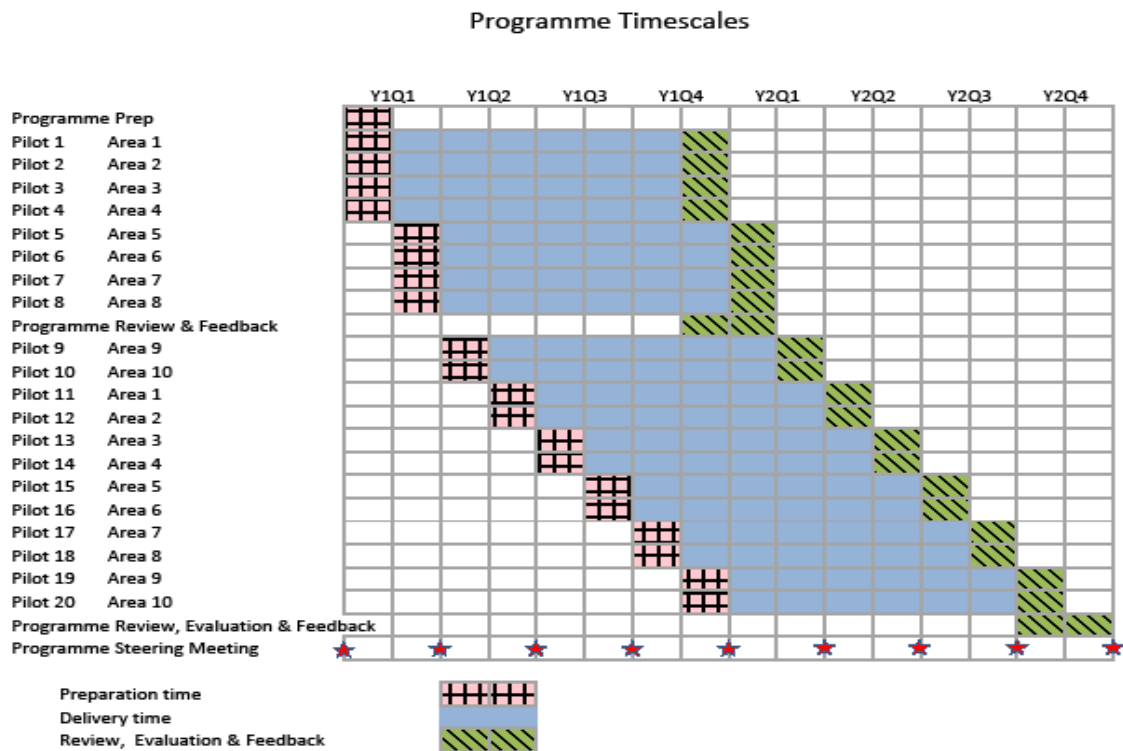 Programme Timescales
Y1Q1 Y1Q2 Y1Q3 Y1Q4 Y2Q1 Y2Q2 Y2Q3 Y2Q4
Programme Prep
Pilot 1 Area 1
Pilot 2 Area 2
Pilot 3 Area 3
Pilot 4 Area 4
Pilot 5 Area 5
Pilot 6 Area 6
Pilot 7 Area 7
Pilot 8 Area 8
Programme Review & Feedback
Pilot 9 Area 9
Pilot 10 Area 10
Pilot 11 Area 1
Pilot 12 Area 2
Pilot 13 Area 3
Pilot 14 Area 4
Pilot 15 Area 5
Pilot 16 Area 6
Pilot 17 Area 7
Pilot 18 Area 8
Pilot 19 Area 9
Pilot 20 Area 10
Programme Review, Evaluation & Feedback
Programme Steering Meeting
Preparation time
Delivery time
Review, Evaluation & Feedback